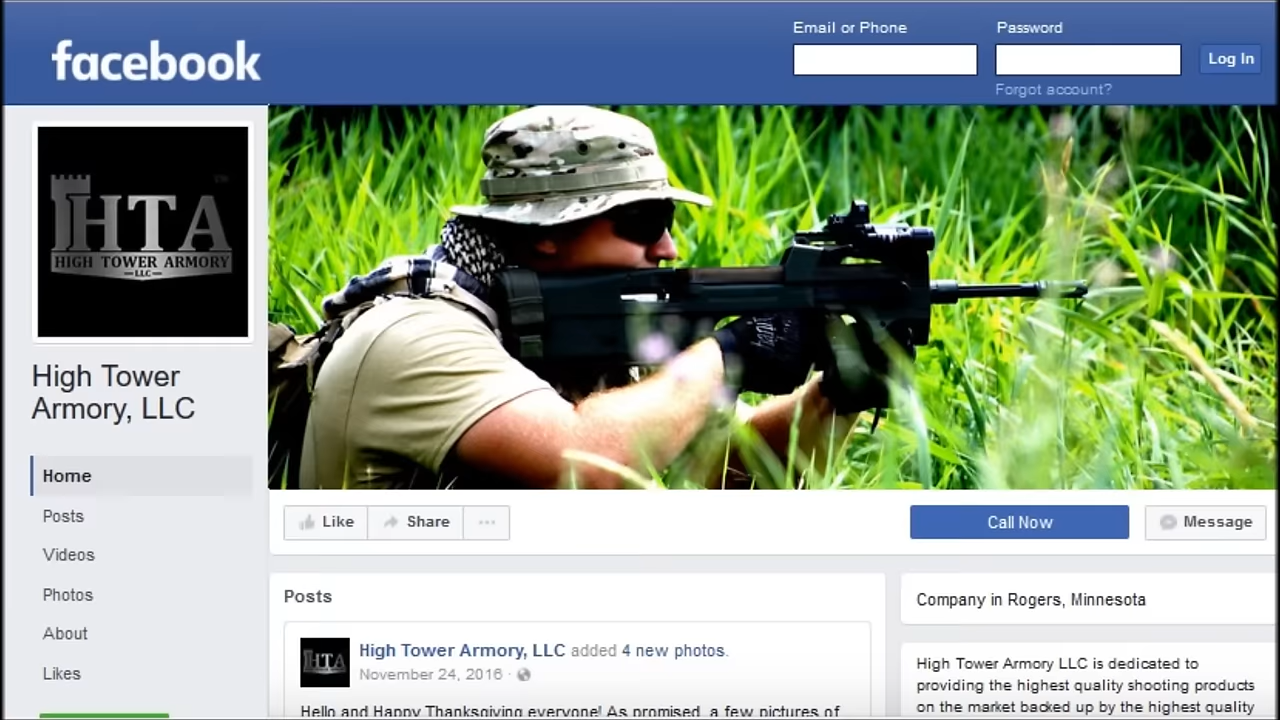 facebook
Email or Phone
Password
Log In
Forgot account?
HTA
HIGH TOWER ARMORY
LLC
High Tower
Armory, LLC
Home
Posts
Videos
Photos
About
Likes
Like
Share
...
Call Now
Message
Posts
High Tower Armory, LLC added 4 new photos.
November 24, 2016 ·
Hello and Happy Thanksgiving everyone! As promised, a few pictures of
Company in Rogers, Minnesota
High Tower Armory LLC is dedicated to
providing the highest quality shooting products
on the market backed up by the highest quality